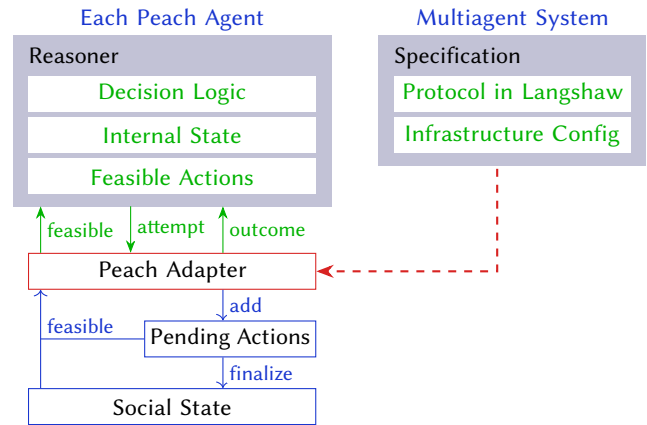 Each Peach Agent
Multiagent System
Reasoner
Decision Logic
Internal State
Feasible Actions
Specification
Protocol in Langshaw
Infrastructure Config
feasible
attempt
outcome
Peach Adapter
add
feasible
Pending Actions
finalize
Social State